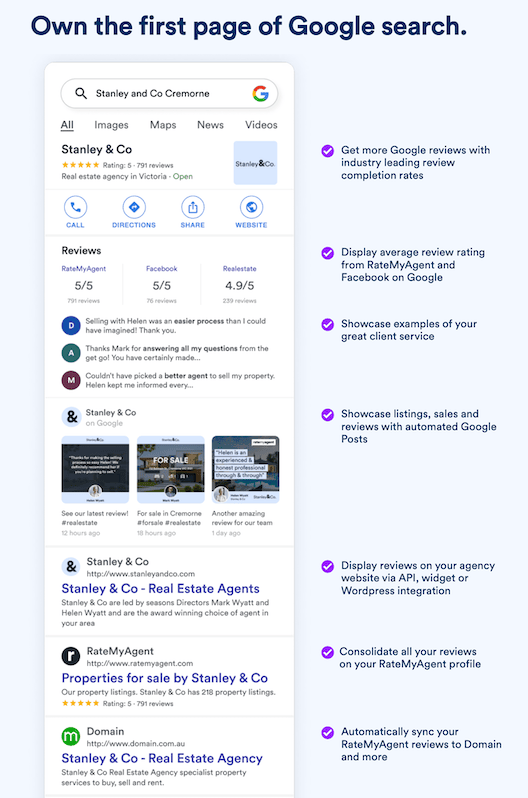 Own the first page of Google search.
Stanley and Co Cremorne
All Images Maps News Videos
Stanley & Co
Rating: 5 · 791 reviews
Real estate agency in Victoria · Open
Stanley&Co.
CALL DIRECTIONS SHARE WEBSITE
Reviews
RateMyAgent Facebook Realestate
5/5 5/5 4.9/5
791 reviews 76 reviews 239 reviews
D
Selling with Helen was an easier process than I could
have imagined! Thank you.
A
Thanks Mark for answering all my questions from the
get go! You have certainly made...
M
Couldn't have picked a better agent to sell my property.
Helen kept me informed every...
&
Stanley & Co
on Google
Stanley&Co.
"Thanks for making the
selling process so easy Helen! We
definitely recommend her if
you're planning to sell."
Helen Wyatt
Stanley&Co.
FOR SALE
Mark Wyatt
RateMyAgent
"Helen is an
experienced &
honest professional
through & through"
Helen Wyatt
Stanley&Co.
See our latest review!
#realestate
12 hours ago
For sale in Cremorne
#forsale #realestate
18 hours ago
Another amazing
review for our team
1 day ago
&
Stanley & Co
http://www.stanleyandco.com
Stanley & Co - Real Estate Agents
Stanley & Co are led by seasons Directors Mark Wyatt and
Helen Wyatt and are the award winning choice of agent in
your area
r
RateMyAgent
http://www.ratemyagent.com
Properties for sale by Stanley & Co
Our property listings. Stanley & Co has 218 property listings.
Rating: 5 · 791 reviews
m
Domain
http://www.domain.com.au
Stanley & Co - Real Estate Agency
Stanley & Co Real Estate Agency specialist property
services to buy, sell and rent.
Get more Google reviews with
industry leading review
completion rates
Display average review rating
from RateMyAgent and
Facebook on Google
Showcase examples of your
great client service
Showcase listings, sales and
reviews with automated Google
Posts
Display reviews on your agency
website via API, widget or
Wordpress integration
Consolidate all your reviews
on your RateMyAgent profile
Automatically sync your
RateMyAgent reviews to Domain
and more